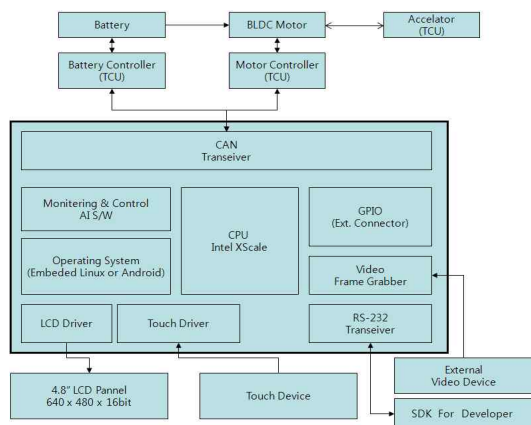 Battery
BLDC Motor
Accelator
(TCU)
Battery Controller
(TCU)
Motor Controller
(TCU)
CAN
Transeiver
Monitering & Control
AI S/W
CPU
Intel XScale
GPIO
(Ext. Connector)
Operating System
(Embeded Linux or Android)
Video
Frame Grabber
LCD Driver
Touch Driver
RS-232
Transeiver
4.8" LCD Pannel
640 x 480 x 16bit
Touch Device
External
Video Device
SDK For Developer